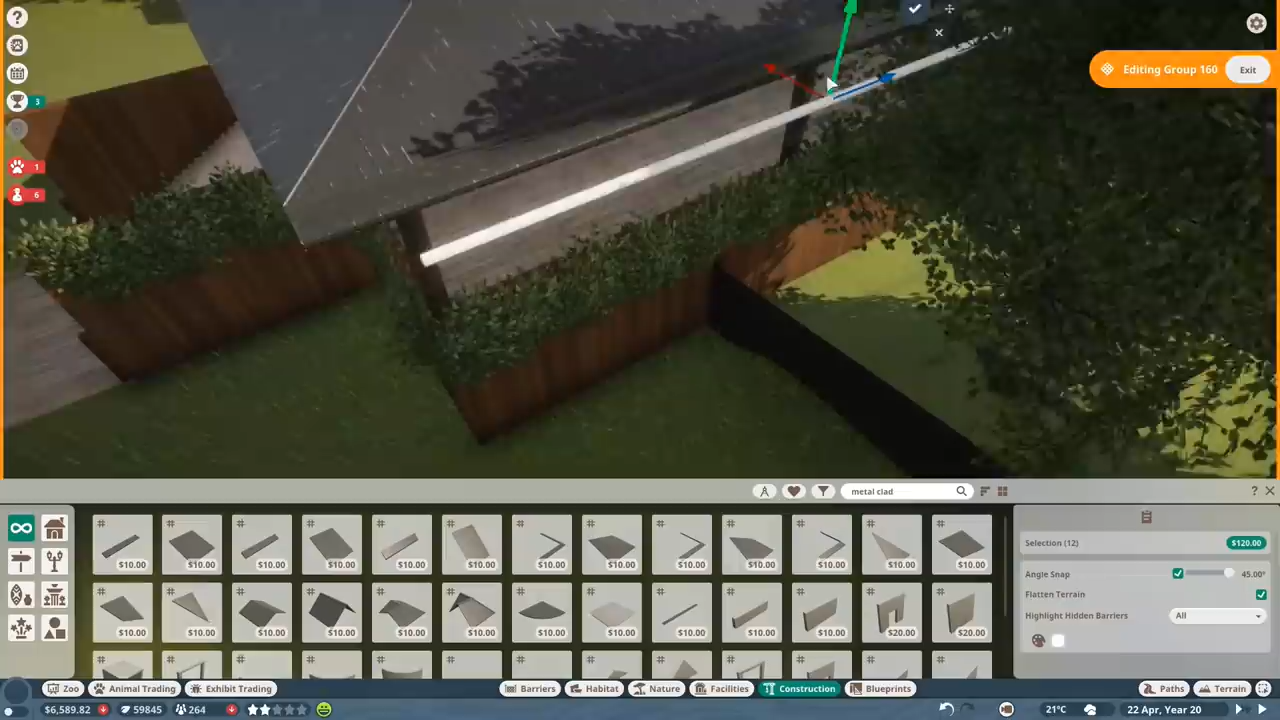 ?
Editing Group 160 Exit
3
1
6
metal clad
? 
$10.00 $10.00 $10.00 $10.00 $10.00 $10.00 $10.00 $10.00 $10.00 $10.00 $10.00 $10.00 $10.00
$10.00 $10.00 $10.00 $10.00 $10.00 $10.00 $10.00 $10.00 $10.00 $10.00 $10.00 $20.00 $20.00
Selection (12) $120.00
Angle Snap 45.00°
Flatten Terrain
Highlight Hidden Barriers All
Zoo Animal Trading Exhibit Trading Barriers Habitat Nature Facilities Construction Blueprints Paths Terrain
$6,589.82 59845 264 21°C 22 Apr, Year 20